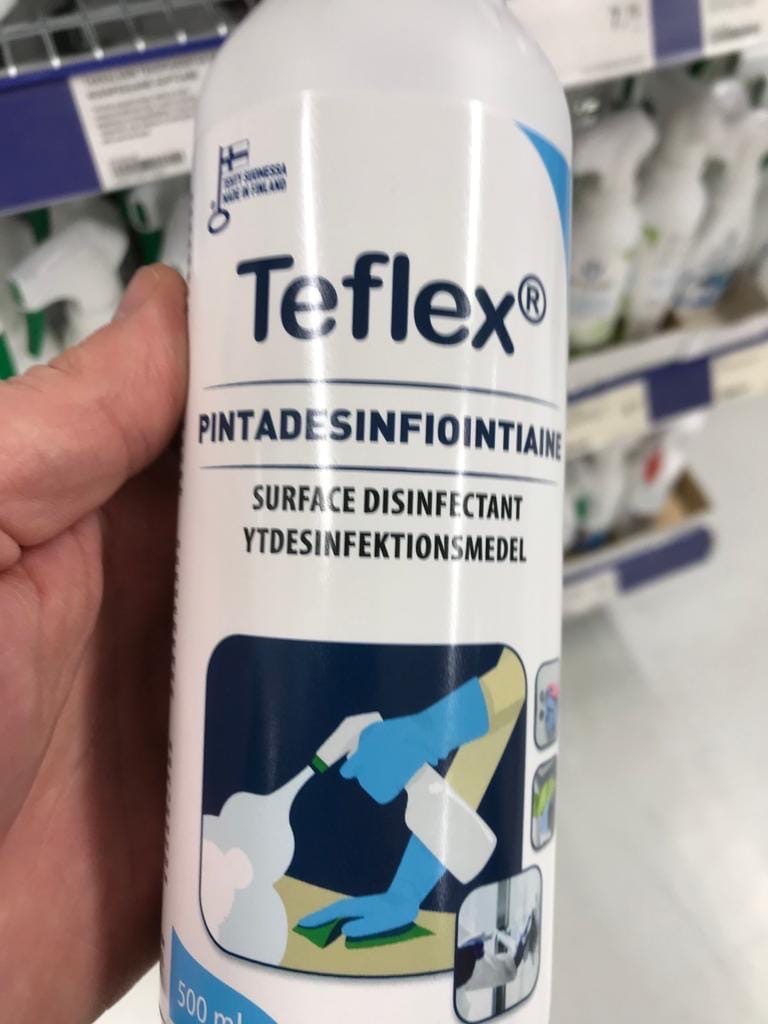 TEHTY SUOMESSA
MADE IN FINLAND
Teflex®
PINTADESINFIOINTIAINE
SURFACE DISINFECTANT
YTDESINFEKTIONSMEDEL
500 ml